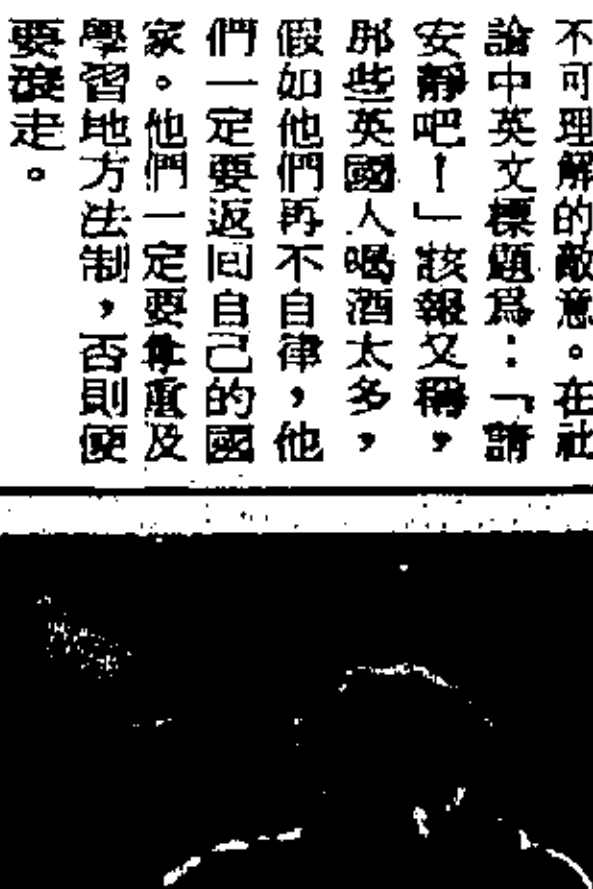 不可理解的敵意。在社
論中英文標題爲：「請
安靜吧！」該報又稱，
那些英國人喝酒太多，
假如他們再不自律，他
們一定要返回自己的國
家。他們一定要尊重及
學習地方法制，否則便
要滾走。